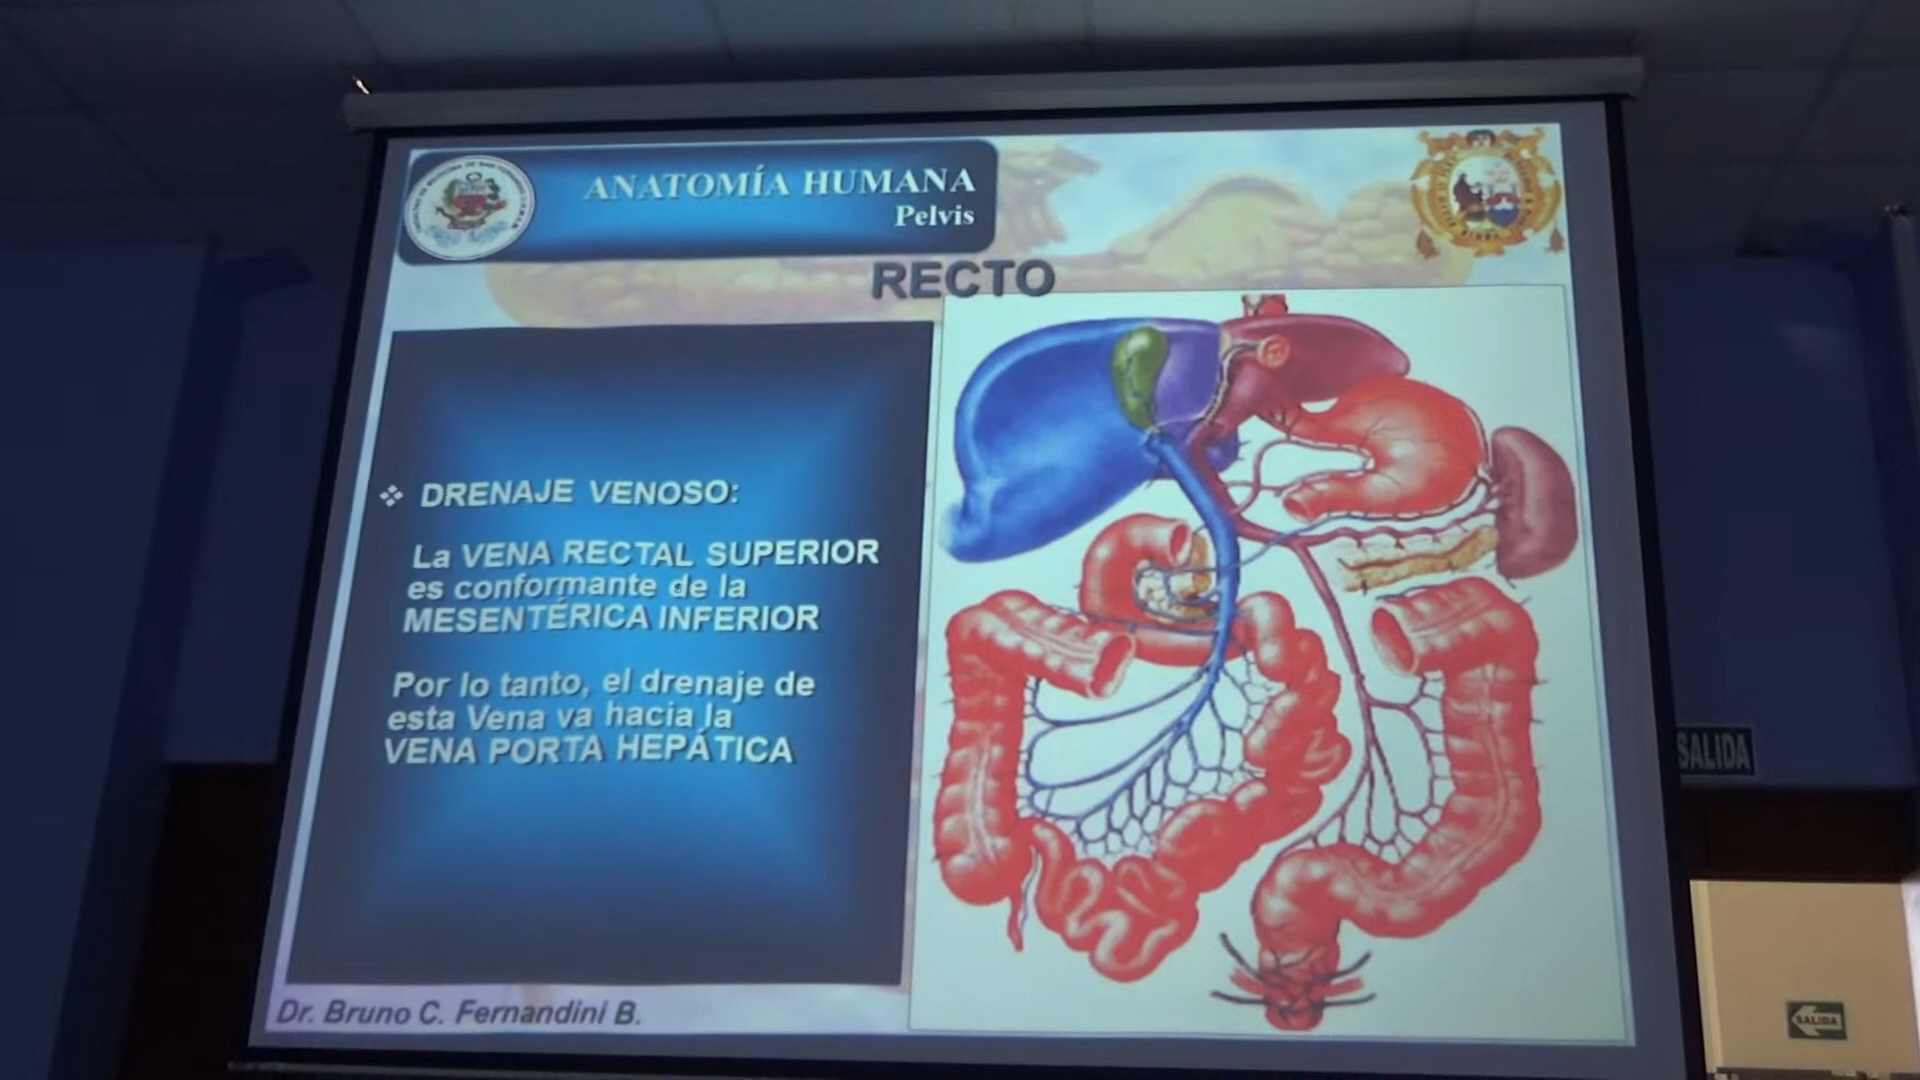 ANATOMÍA HUMANA
Pelvis
RECTO
❖ DRENAJE VENOSO:
La VENA RECTAL SUPERIOR
es conformante de la
MESENTÉRICA INFERIOR
Por lo tanto, el drenaje de
esta Vena va hacia la
VENA PORTA HEPÁTICA
Dr. Bruno C. Fernandini B.
SALIDA
SALIDA